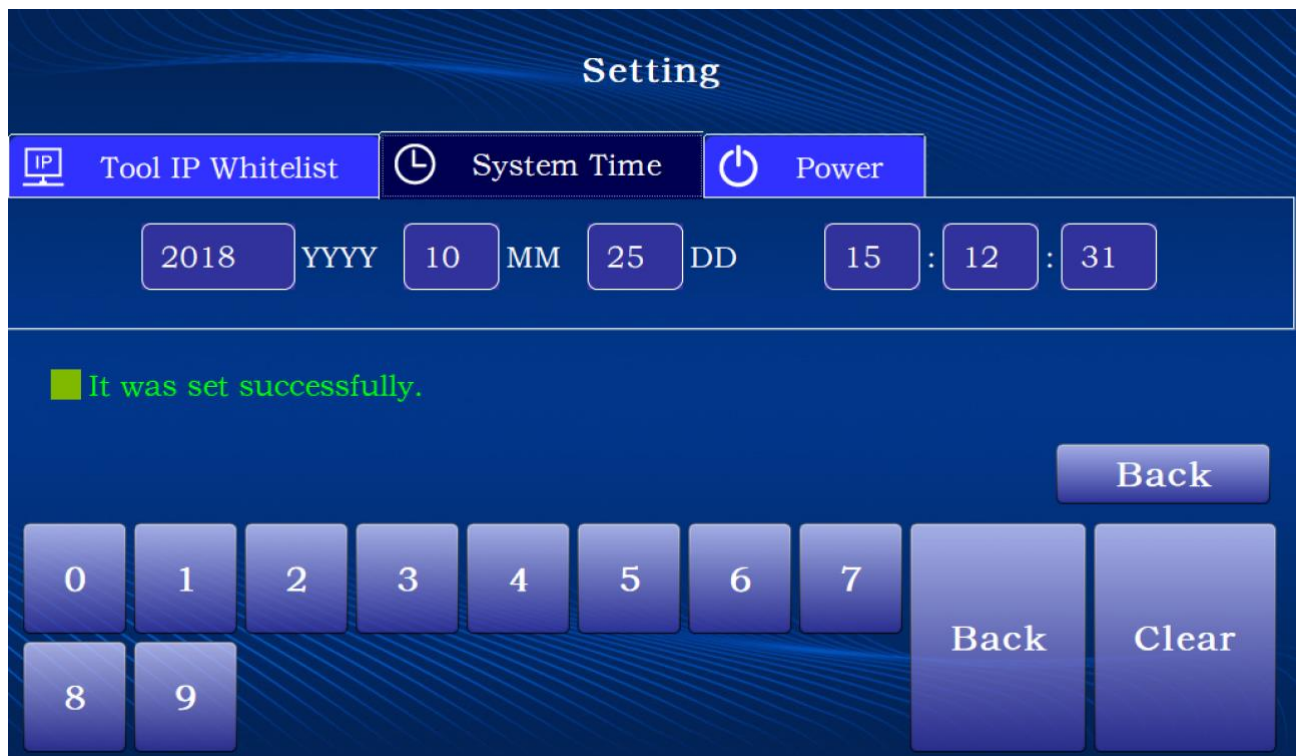 Setting
IP Tool IP Whitelist System Time Power
2018 YYYY 10 MM 25 DD 15 : 12 : 31
It was set successfully.
Back
0 1 2 3 4 5 6 7
Back Clear
8 9